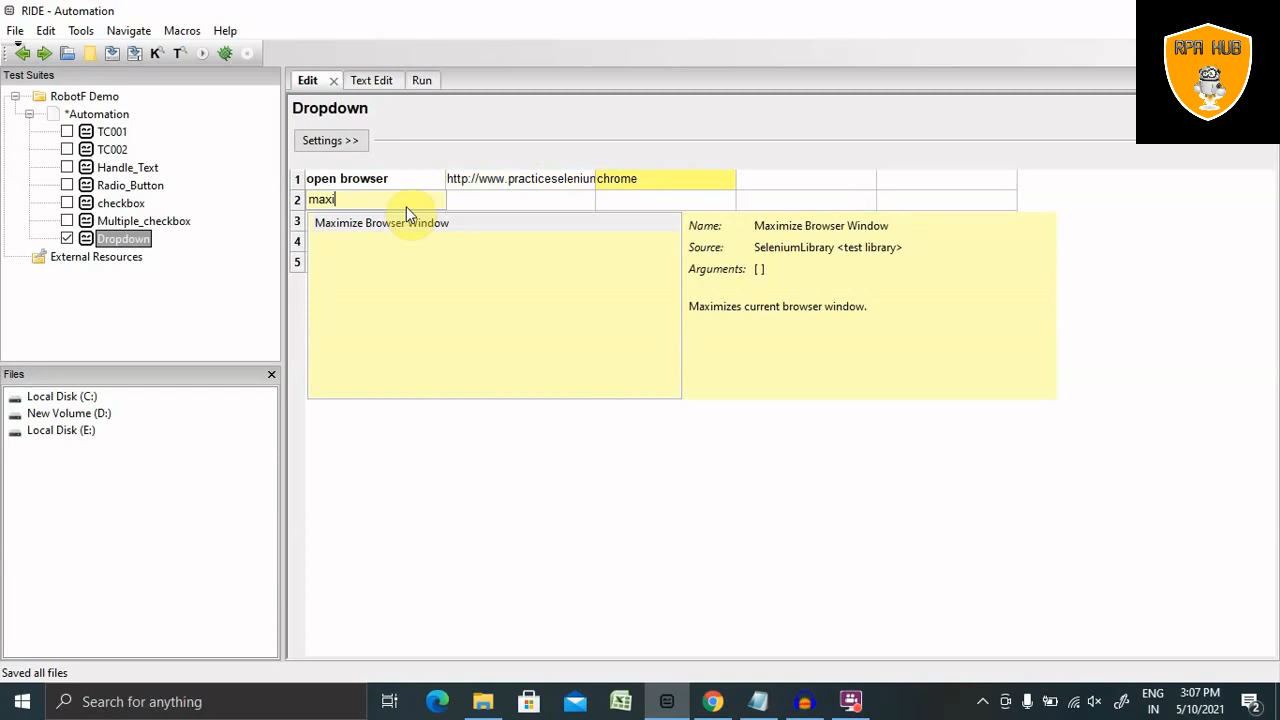 RIDE - Automation
File Edit Tools Navigate Macros Help
K T
Test Suites
RobotF Demo
*Automation
TC001
TC002
Handle_Text
Radio_Button
checkbox
Multiple_checkbox
Dropdown
External Resources
Files
Local Disk (C:)
New Volume (D:)
Local Disk (E:)
Edit Text Edit Run
Dropdown
Settings >>
1 open browser http://www.practiceseleniun chrome
2 maxi
3
4
5
Maximize Browser Window
Name: Maximize Browser Window
Source: SeleniumLibrary <test library>
Arguments: [ ]
Maximizes current browser window.
RPA HUB
Saved all files
Search for anything
ENG
IN
3:07 PM
5/10/2021
2